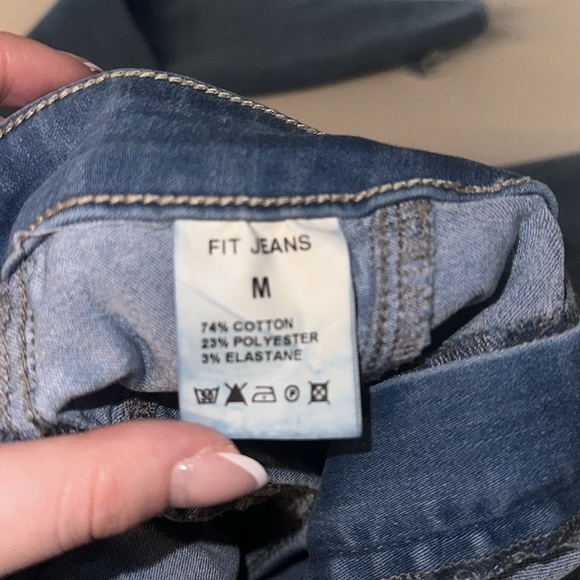 FIT JEANS
M
74% COTTON
23% POLYESTER
3% ELASTANE